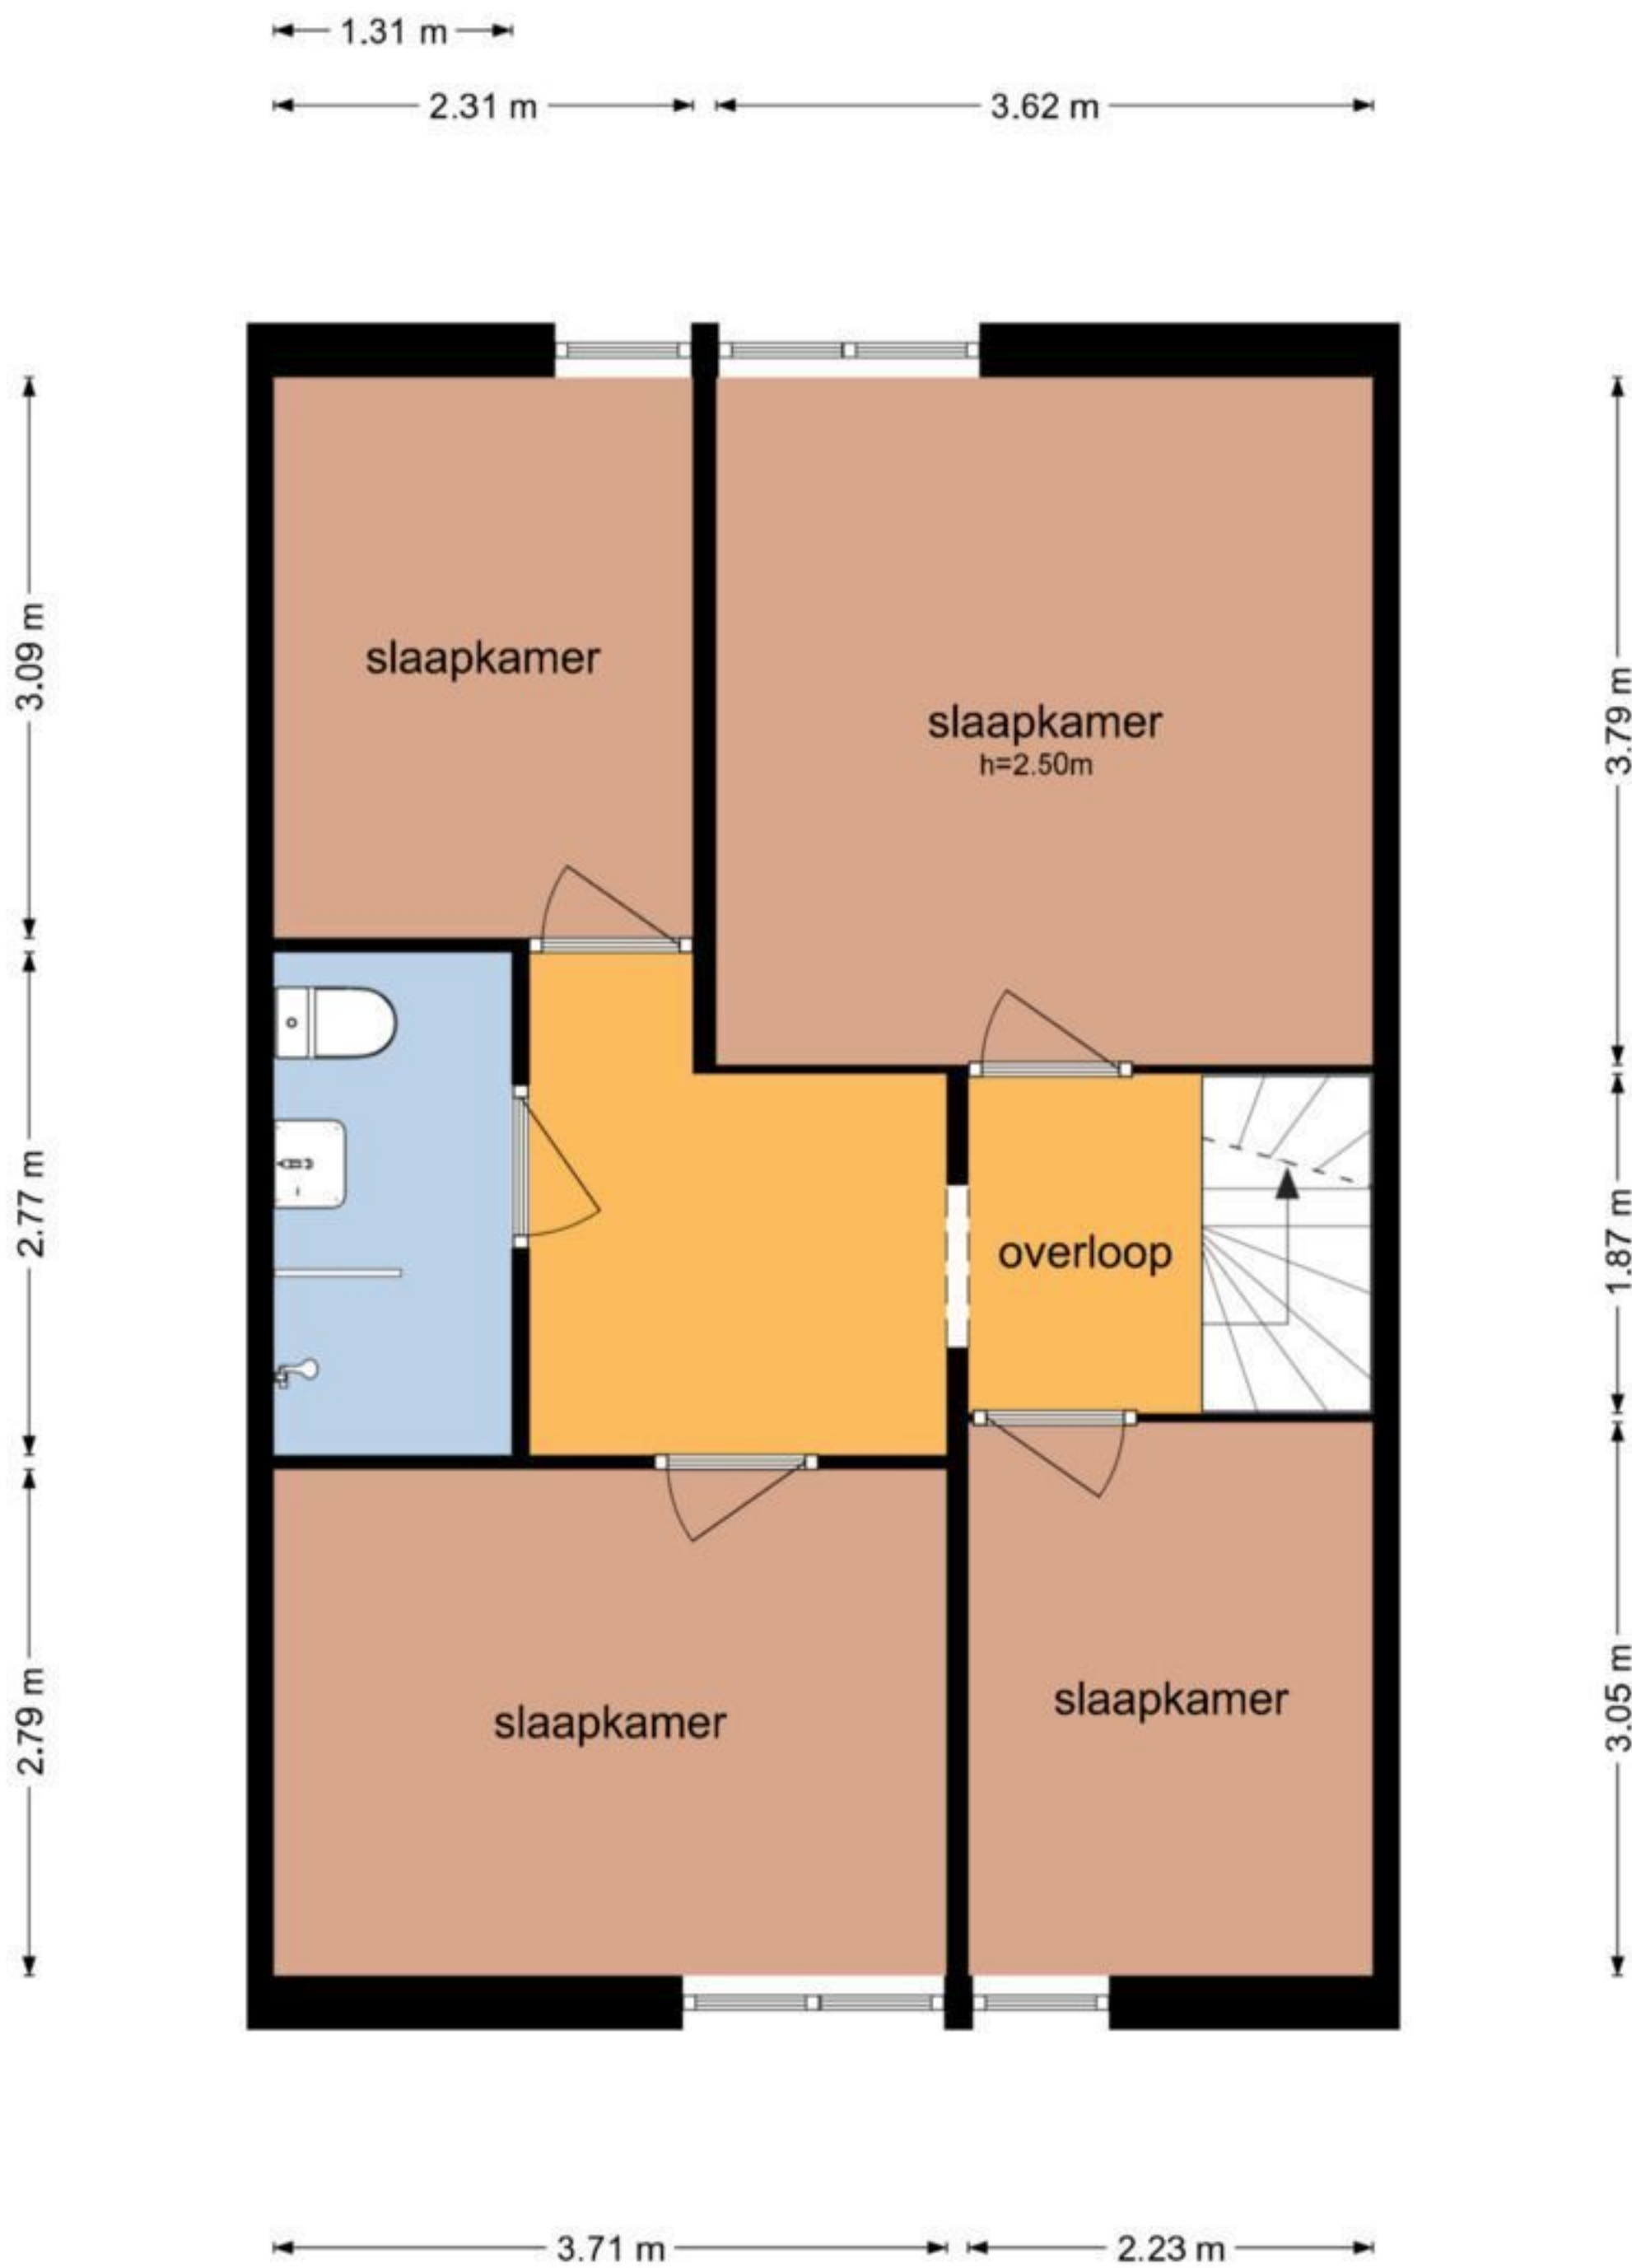 1.31 m
2.31 m
3.62 m
3.09 m
3.79 m
slaapkamer
slaapkamer
h=2.50m
2.77 m
1.87 m
overloop
2.79 m
3.05 m
slaapkamer
slaapkamer
3.71 m
2.23 m